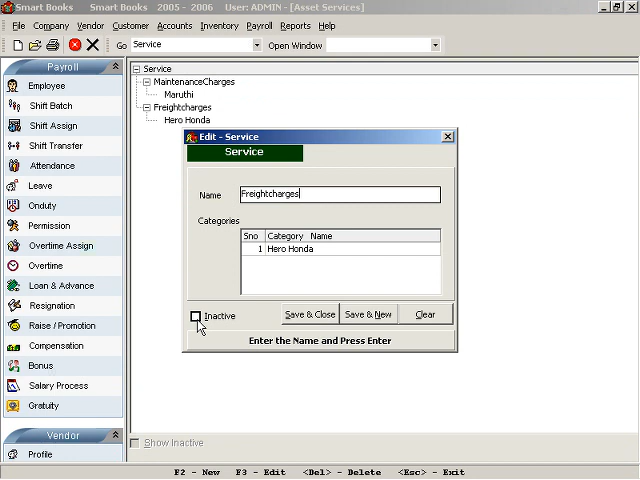 Smart Books Smart Books 2005 - 2006 User: ADMIN - [Asset Services]
File Company Vendor Customer Accounts Inventory Payroll Reports Help
Go Service Open Window
Payroll
Employee
Shift Batch
Shift Assign
Shift Transfer
Attendance
Leave
Onduty
Permission
Overtime Assign
Overtime
Loan & Advance
Resignation
Raise / Promotion
Compensation
Bonus
Salary Process
Gratuity
Vendor
Profile
Service
MaintenanceCharges
Maruthi
Freightcharges
Hero Honda
Edit - Service
Service
Name Freightcharges
Categories
Sno Category Name
1 Hero Honda
Inactive Save & Close Save & New Clear
Enter the Name and Press Enter
Show Inactive
F2 - New F3 - Edit <Del> - Delete <Esc> - Exit